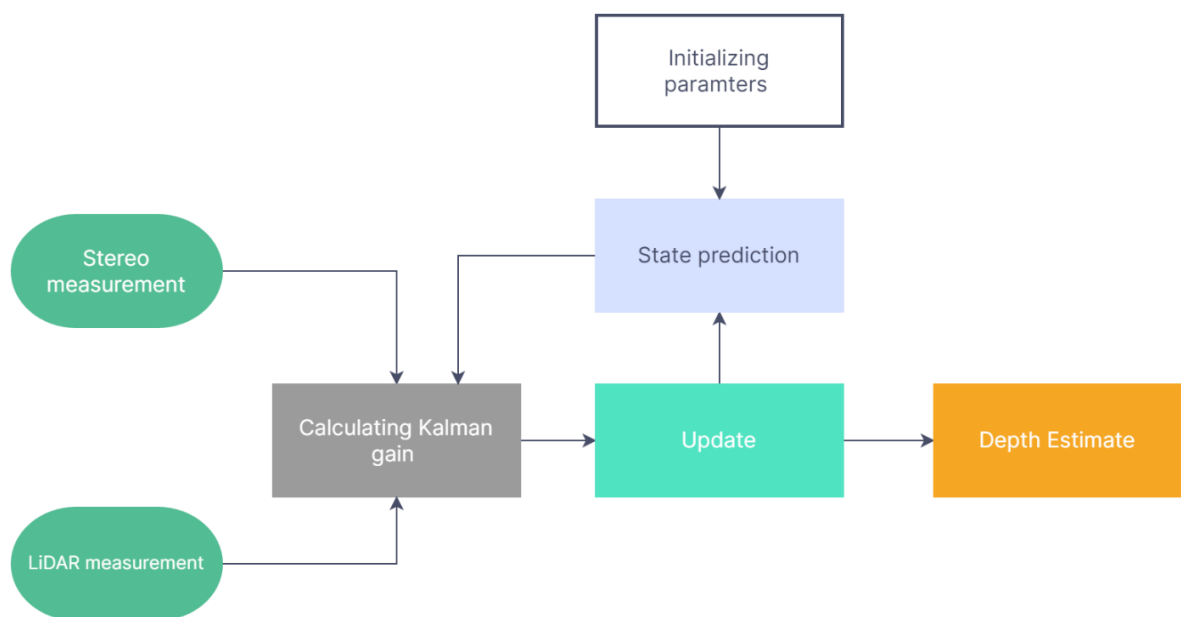 Initializing
paramters
Stereo
measurement
State prediction
Calculating Kalman
gain
Update
Depth Estimate
LiDAR measurement